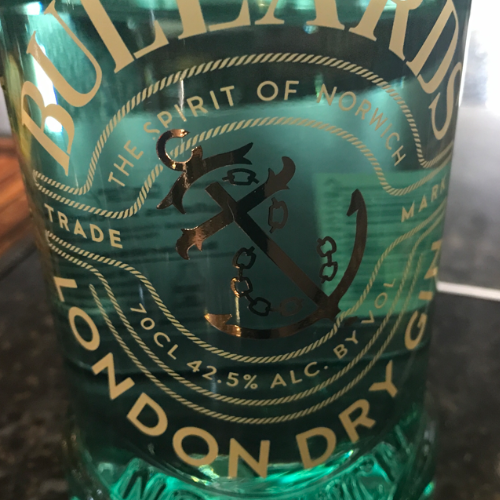 BULLARDS
THE SPIRIT OF NORWICH
TRADE MARK
70CL 42.5% ALC. BY VOL
LONDON DRY GIN